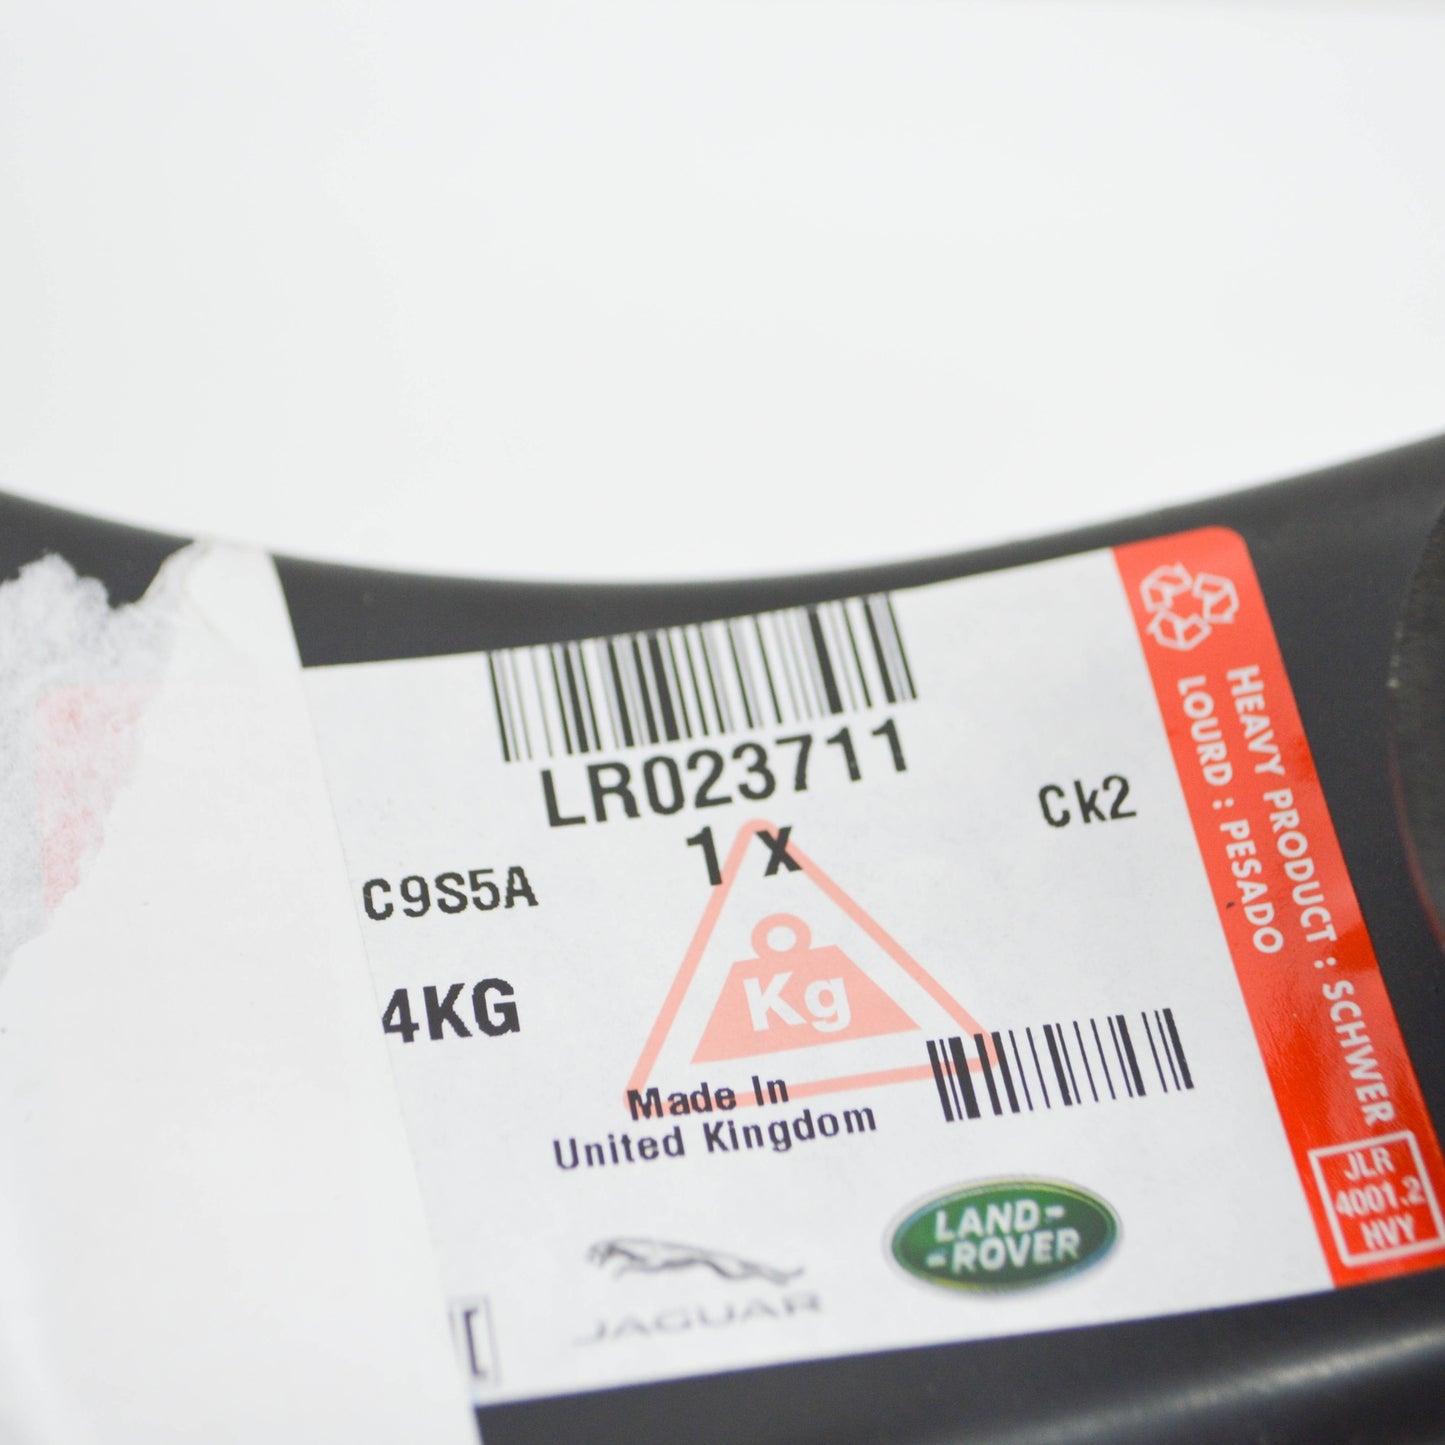 LR023711
1 x
Ck2
C9S5A
4KG
Kg
Made In
United Kingdom
LAND-
-ROVER
JAGUAR
HEAVY PRODUCT : SCHWER
LOURD : PESADO
JLR
4001.2
HVY